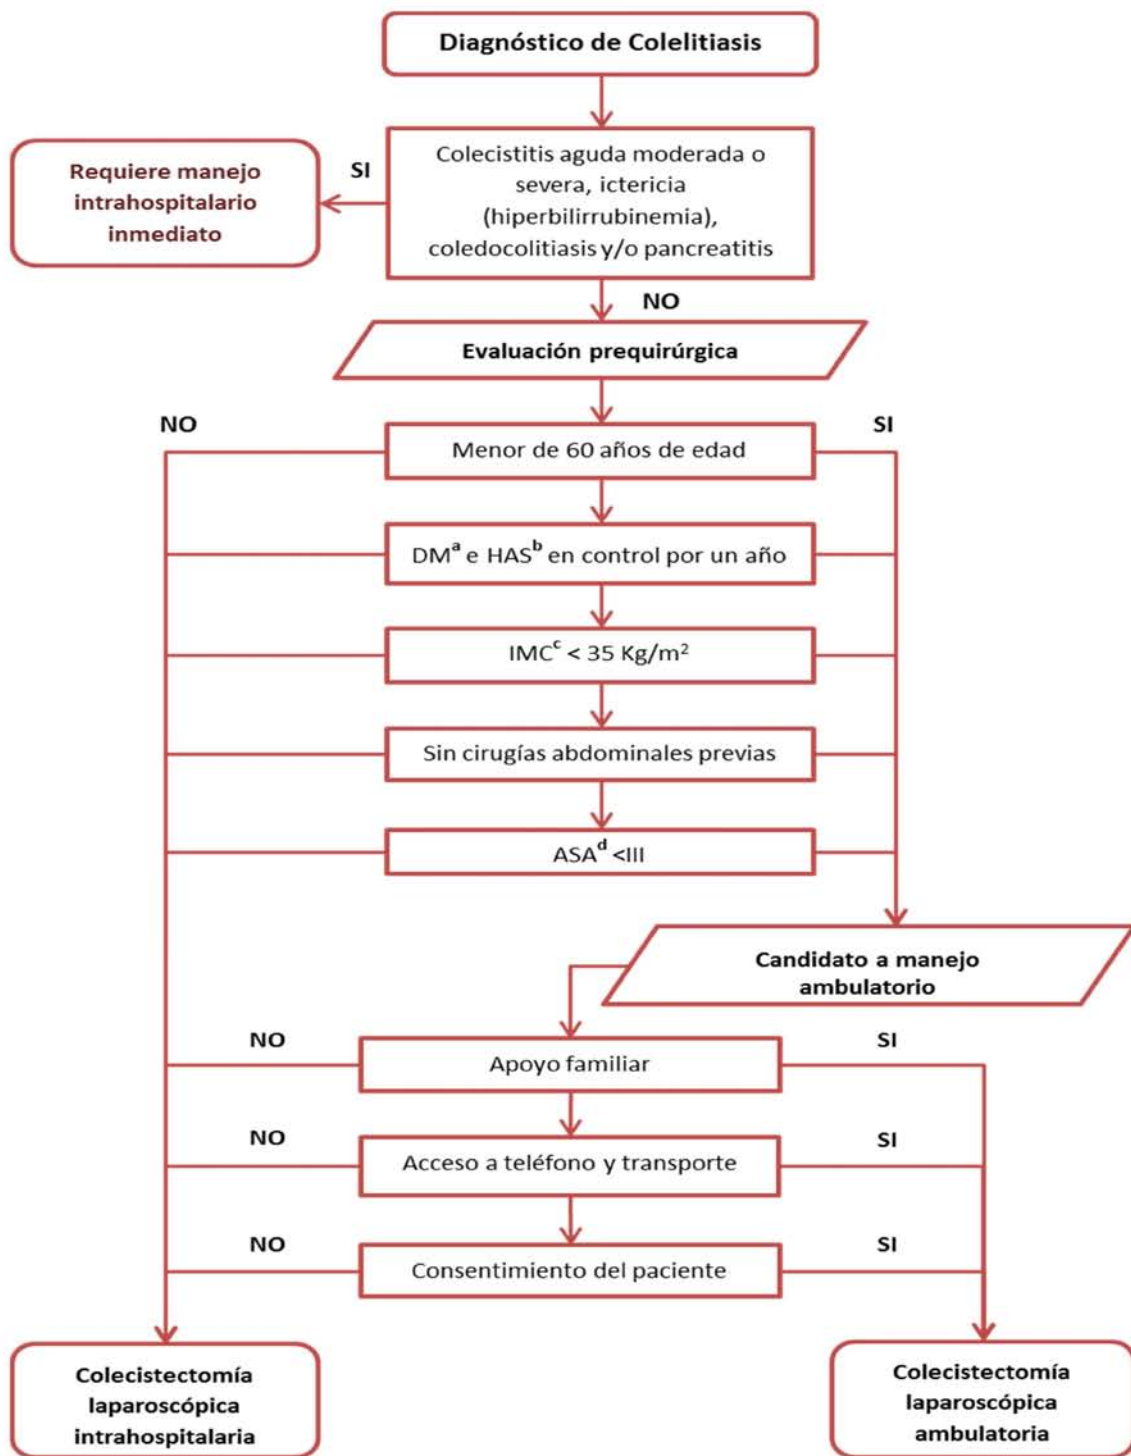 Diagnóstico de Colelitiasis
Requiere manejo
intrahospitalario
inmediato
SI
Colecistitis aguda moderada o
severa, ictericia
(hiperbilirrubinemia),
coledocolitiasis y/o pancreatitis
NO
Evaluación prequirúrgica
NO
SI
Menor de 60 años de edad
DMᵃ e HASᵇ en control por un año
IMCᶜ < 35 Kg/m²
Sin cirugías abdominales previas
ASAᵈ <III
Candidato a manejo
ambulatorio
NO
SI
Apoyo familiar
NO
SI
Acceso a teléfono y transporte
NO
SI
Consentimiento del paciente
Colecistectomía
laparoscópica
intrahospitalaria
Colecistectomía
laparoscópica
ambulatoria